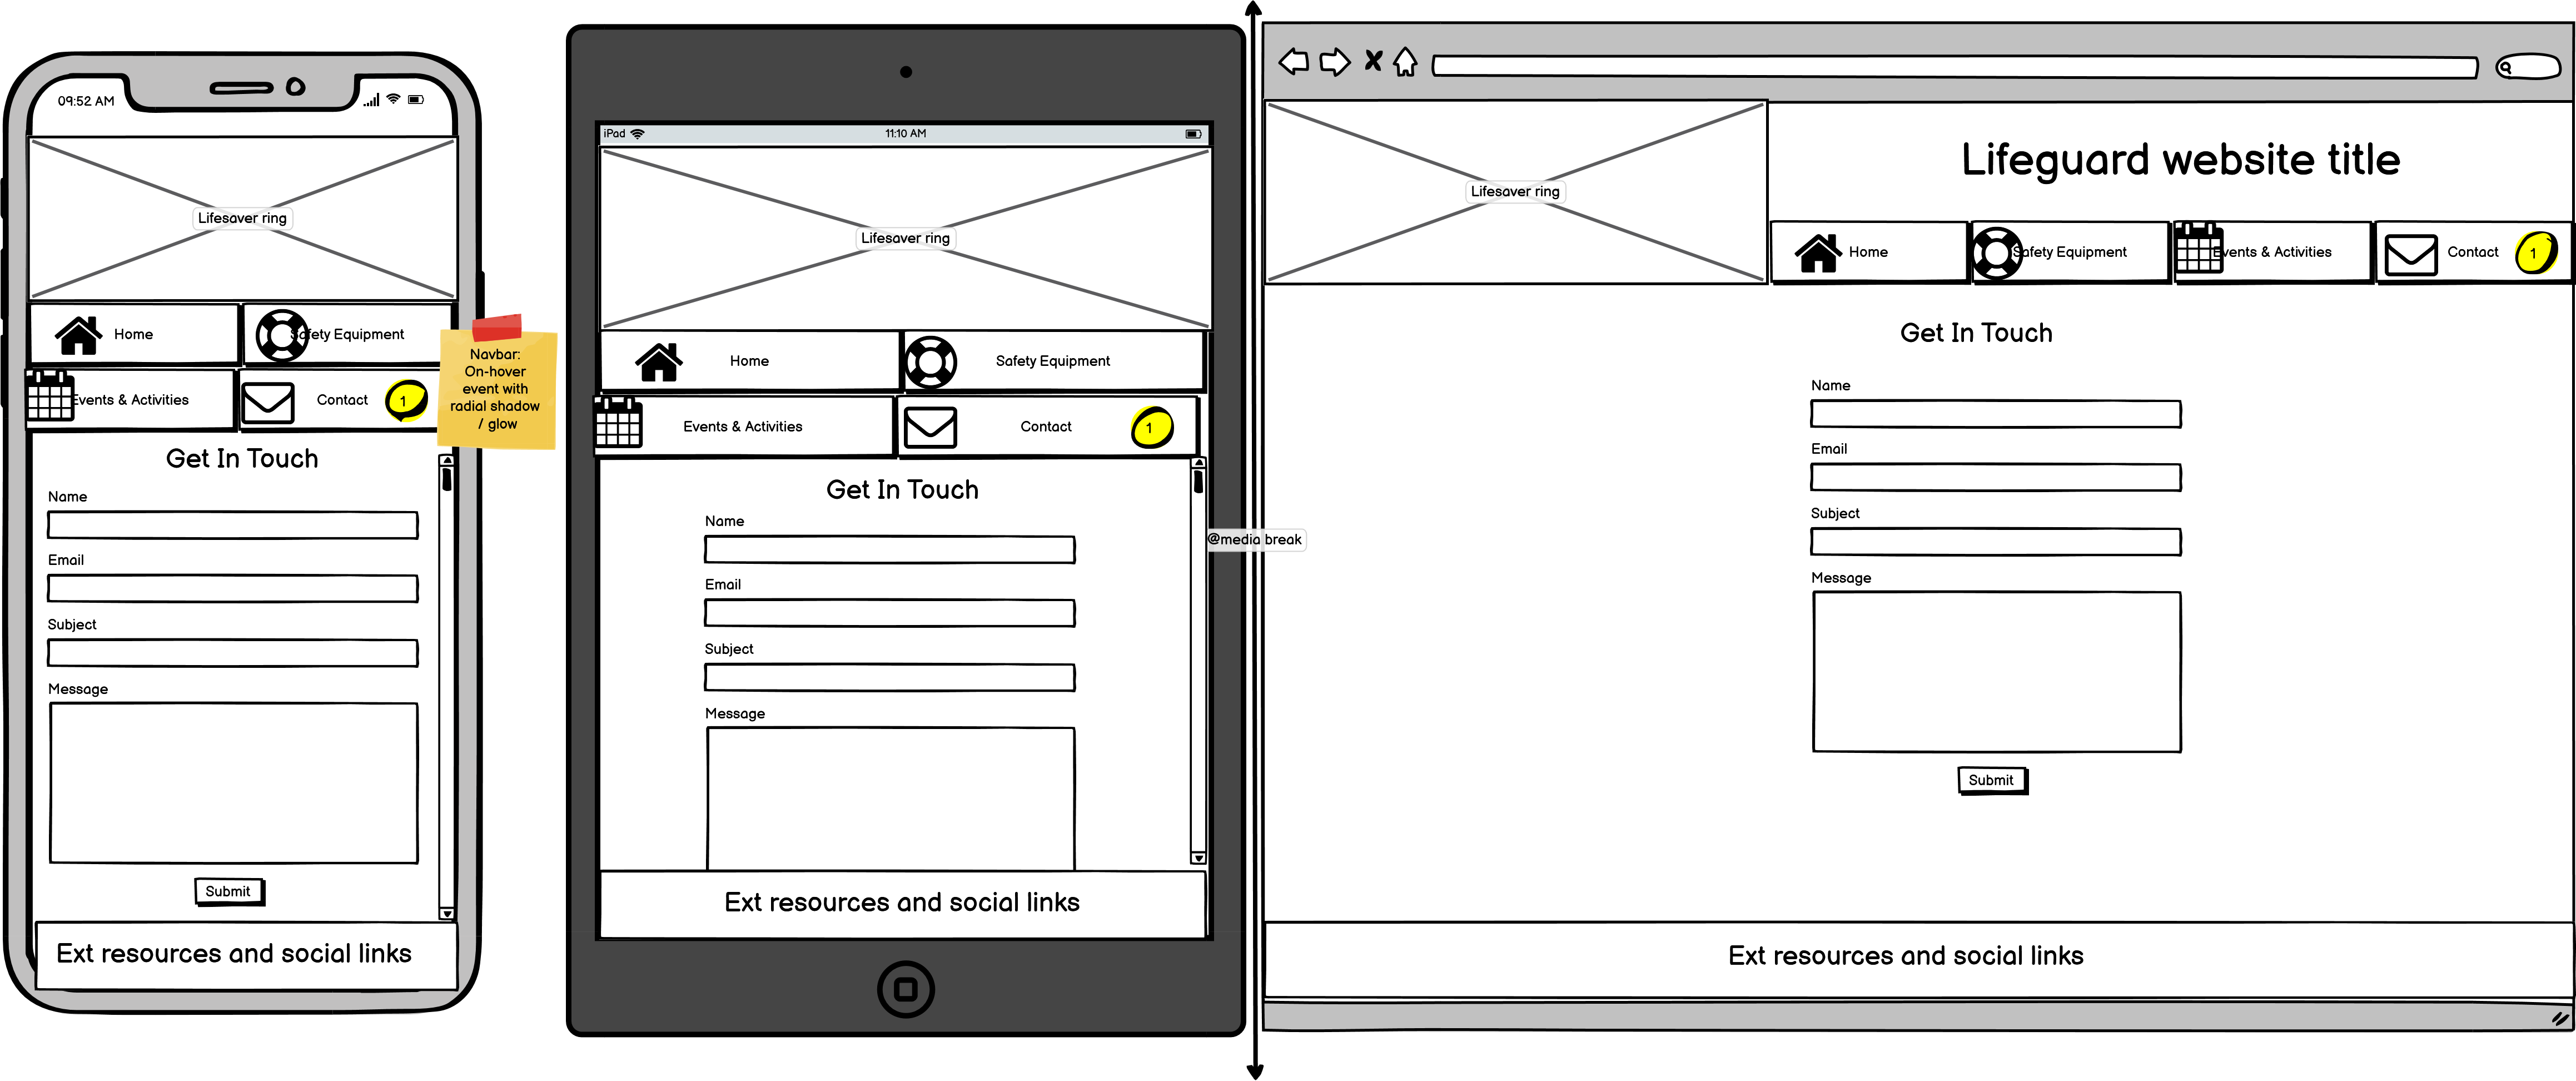 09:52 AM
Lifesaver ring
Home
Safety Equipment
Events & Activities
Contact
1
Get In Touch
Name
Email
Subject
Message
Submit
Ext resources and social links
Navbar:
On-hover
event with
radial shadow
/ glow
iPad
11:10 AM
Lifesaver ring
Home
Safety Equipment
Events & Activities
Contact
1
Get In Touch
Name
Email
Subject
Message
Ext resources and social links
@media break
Lifesaver ring
Lifeguard website title
Home
Safety Equipment
Events & Activities
Contact
1
Get In Touch
Name
Email
Subject
Message
Submit
Ext resources and social links